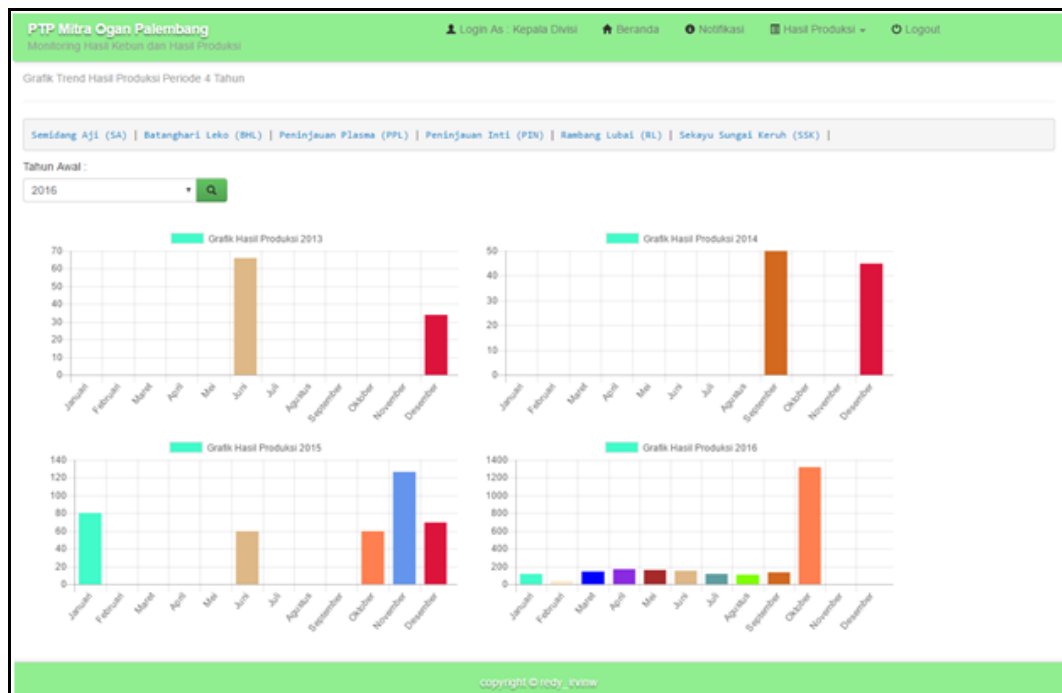 PTP Mitra Ogan Palembang
Monitoring Hasil Kebun dan Hasil Produksi
Login As : Kepala Divisi Beranda Notifikasi Hasil Produksi Logout
Grafik Trend Hasil Produksi Periode 4 Tahun
Semidang Aji (SA) | Batanghari Leko (BHL) | Peninjauan Plasma (PPL) | Peninjauan Inti (PIN) | Rambang Lubai (RL) | Sekayu Sungai Keruh (SSK) |
Tahun Awal :
2016
Grafik Hasil Produksi 2013
70
60
50
40
30
20
10
0
Januari Februari Maret April Mei Juni Juli Agustus September Oktober November Desember
Grafik Hasil Produksi 2014
50
40
30
20
10
0
Januari Februari Maret April Mei Juni Juli Agustus September Oktober November Desember
Grafik Hasil Produksi 2015
140
120
100
80
60
40
20
0
Januari Februari Maret April Mei Juni Juli Agustus September Oktober November Desember
Grafik Hasil Produksi 2016
1400
1200
1000
800
600
400
200
0
Januari Februari Maret April Mei Juni Juli Agustus September Oktober November Desember
copyright © redy_irvinw